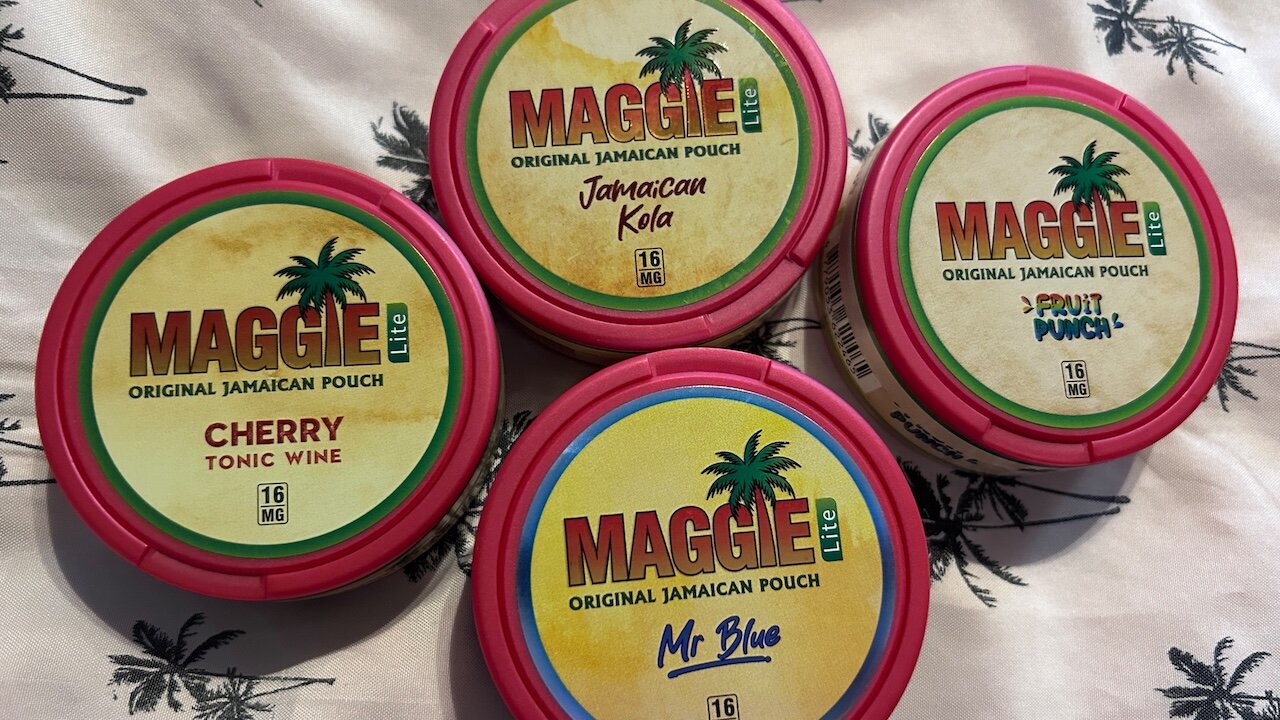 MAGGIE Lite
ORIGINAL JAMAICAN POUCH
Jamaican
Kola
16
MG
MAGGIE Lite
ORIGINAL JAMAICAN POUCH
FRUiT
PUNCH
16
MG
MAGGIE Lite
ORIGINAL JAMAICAN POUCH
CHERRY
TONIC WINE
16
MG
MAGGIE Lite
ORIGINAL JAMAICAN POUCH
Mr Blue
16